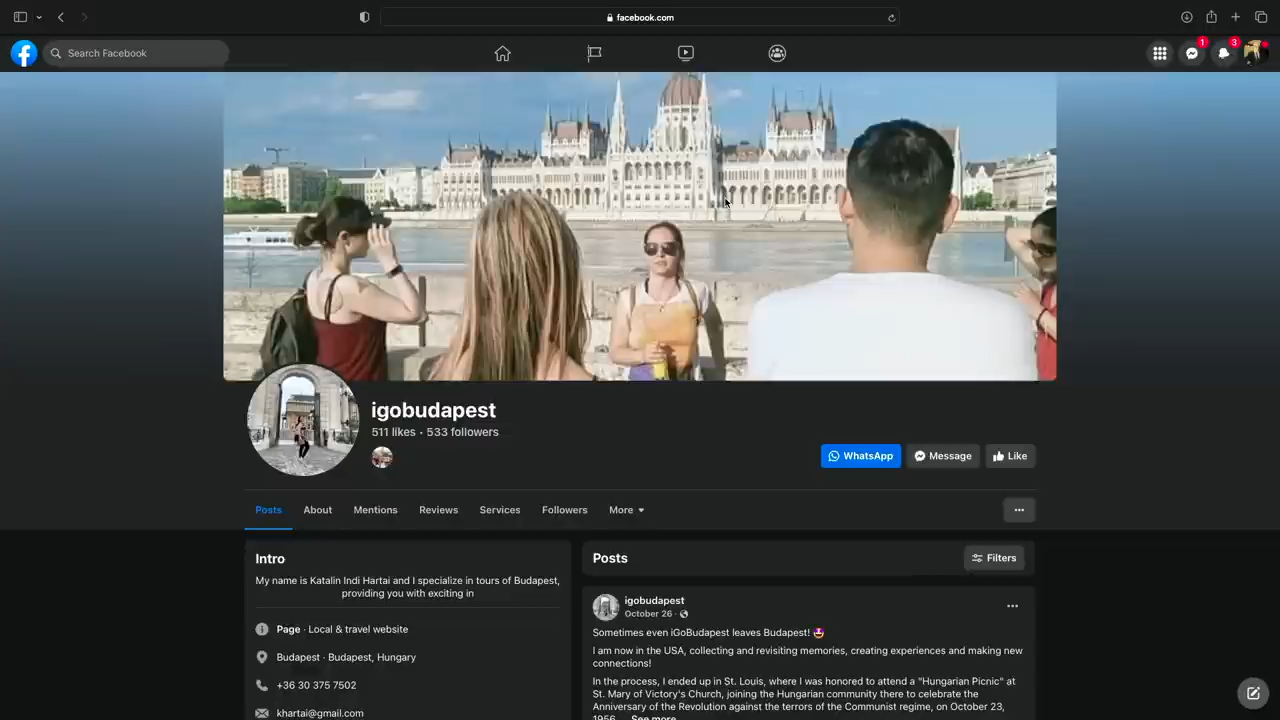 facebook.com
Search Facebook
1
3
igobudapest
511 likes · 533 followers
WhatsApp
Message
Like
Posts
About
Mentions
Reviews
Services
Followers
More
Intro
My name is Katalin Indi Hartai and I specialize in tours of Budapest,
providing you with exciting in
Page · Local & travel website
Budapest · Budapest, Hungary
+36 30 375 7502
khartai@gmail.com
Posts
Filters
igobudapest
October 26 ·
Sometimes even iGoBudapest leaves Budapest! 🤩
I am now in the USA, collecting and revisiting memories, creating experiences and making new
connections!
In the process, I ended up in St. Louis, where I was honored to attend a "Hungarian Picnic" at
St. Mary of Victory's Church, joining the Hungarian community there to celebrate the
Anniversary of the Revolution against the terrors of the Communist regime, on October 23,
1956.... See more